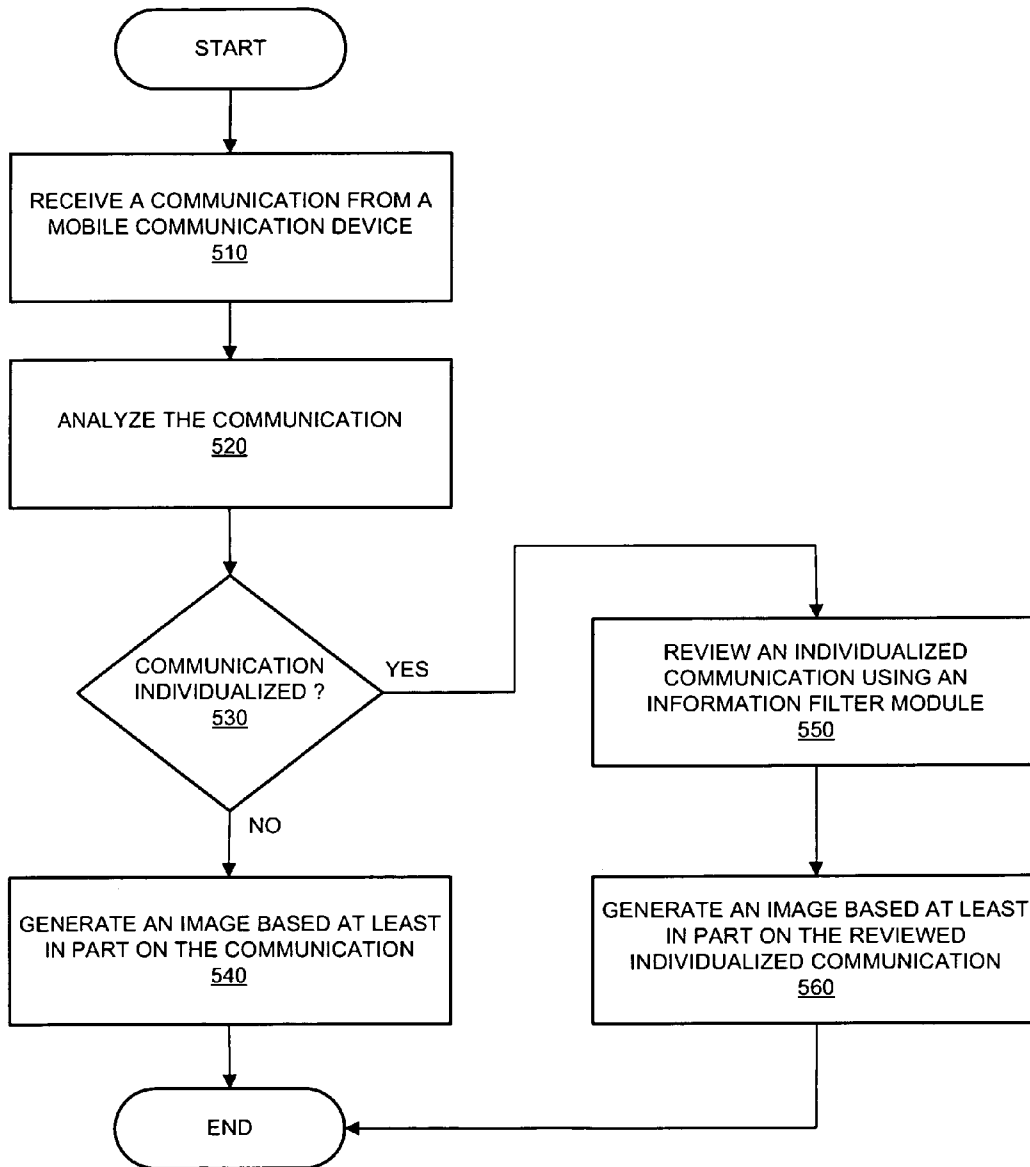 START
RECEIVE A COMMUNICATION FROM A
MOBILE COMMUNICATION DEVICE
510
ANALYZE THE COMMUNICATION
520
COMMUNICATION
INDIVIDUALIZED ?
530
YES
NO
GENERATE AN IMAGE BASED AT LEAST
IN PART ON THE COMMUNICATION
540
REVIEW AN INDIVIDUALIZED
COMMUNICATION USING AN
INFORMATION FILTER MODULE
550
GENERATE AN IMAGE BASED AT LEAST
IN PART ON THE REVIEWED
INDIVIDUALIZED COMMUNICATION
560
END